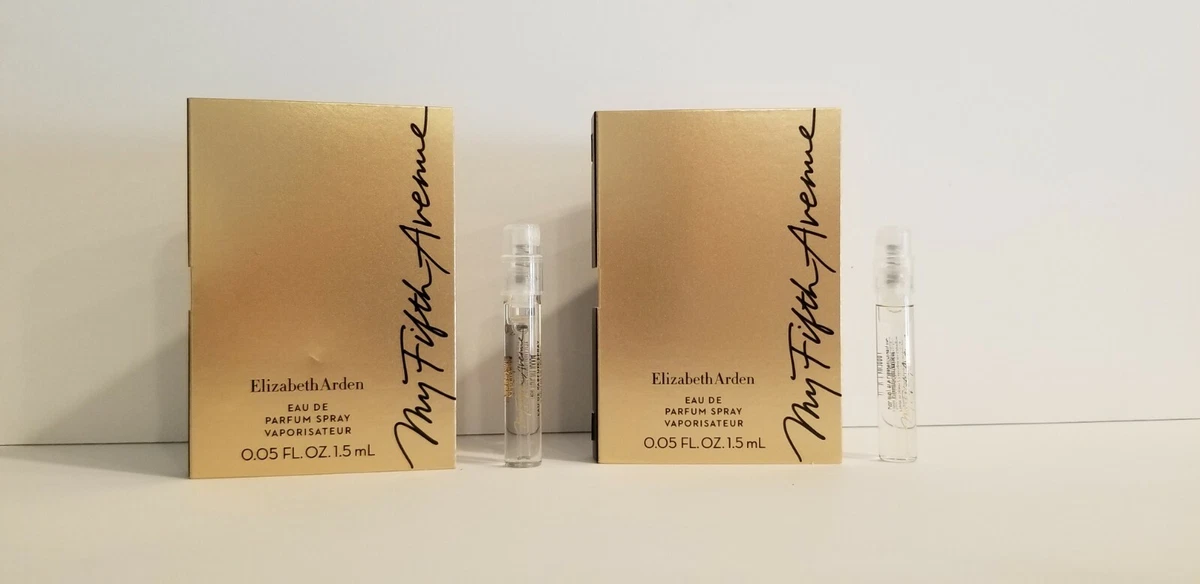 My Fifth Avenue
Elizabeth Arden
EAU DE
PARFUM SPRAY
VAPORISATEUR
0.05 FL.OZ.1.5 mL
My Fifth Avenue
Elizabeth Arden
EAU DE
PARFUM SPRAY
VAPORISATEUR
0.05 FL.OZ.1.5 mL